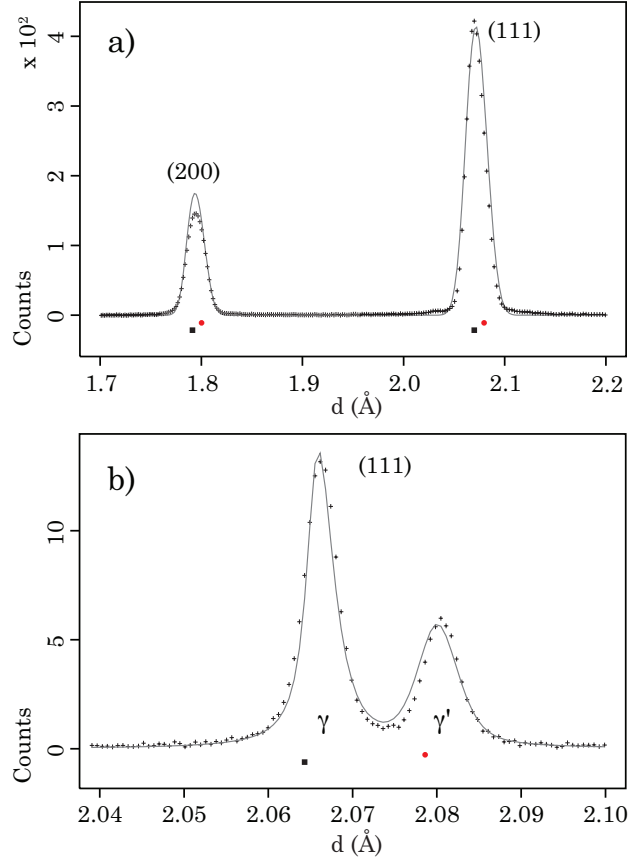 a)
x 10²
(111)
(200)
4
3
2
1
0
Counts
1.7 1.8 1.9 2.0 2.1 2.2
d (Å)
b)
(111)
10
5
0
Counts
γ γ'
2.04 2.05 2.06 2.07 2.08 2.09 2.10
d (Å)